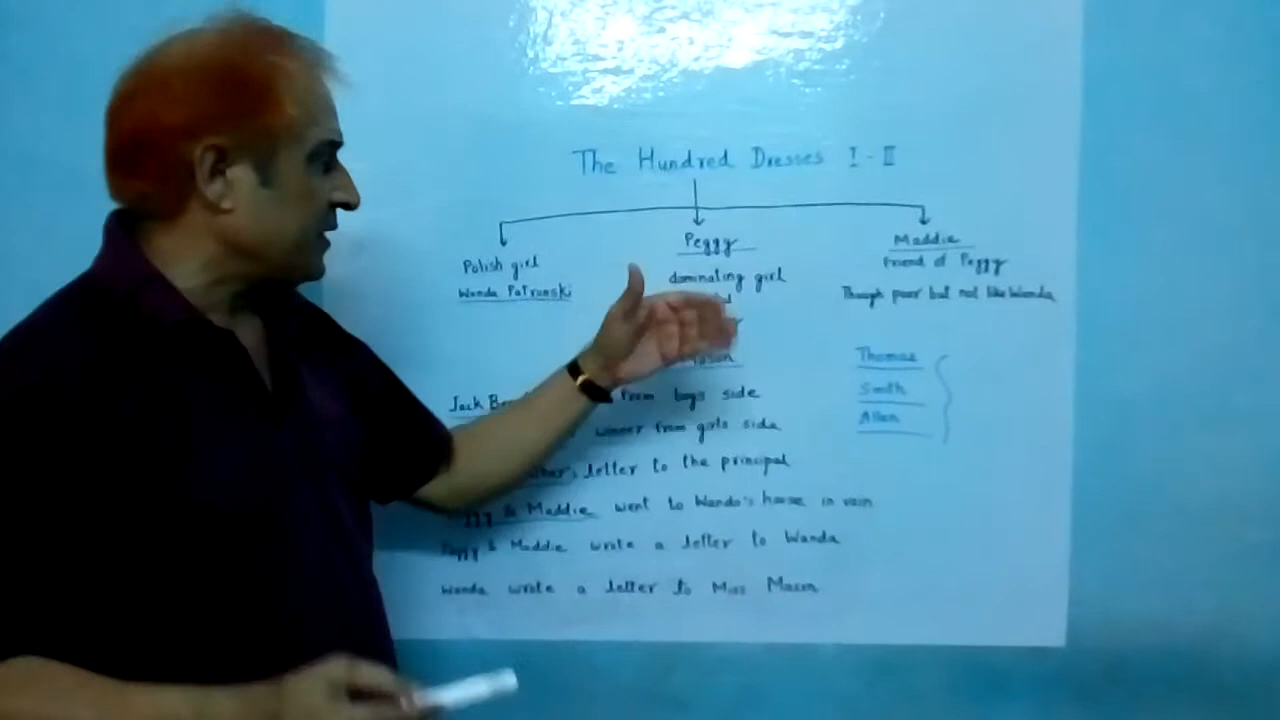 The Hundred Dresses I - II
Polish girl
Wanda Patronski
Peggy
dominating girl
Maddie
friend of Peggy
Though poor but not like Wanda
Thomas
Smith
Allen
Jack
from boys side
winner from girls side
letter to the principal
& Maddie went to Wanda's house in vain
Peggy & Maddie wrote a letter to Wanda
Wanda wrote a letter to Miss Mason